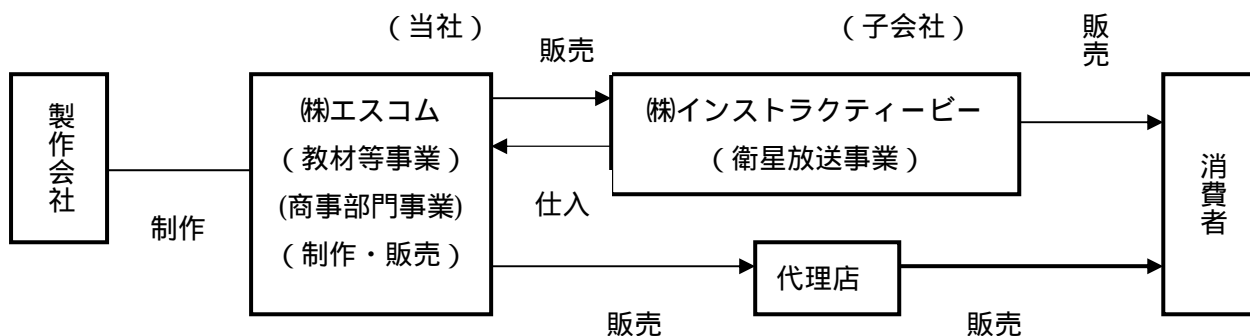 （当社）
（子会社）
販売
販売
製作会社
制作
㈱エスコム
（教材等事業）
(商事部門事業)
（制作・販売）
仕入
㈱インストラクティービー
（衛星放送事業）
消費者
代理店
販売
販売